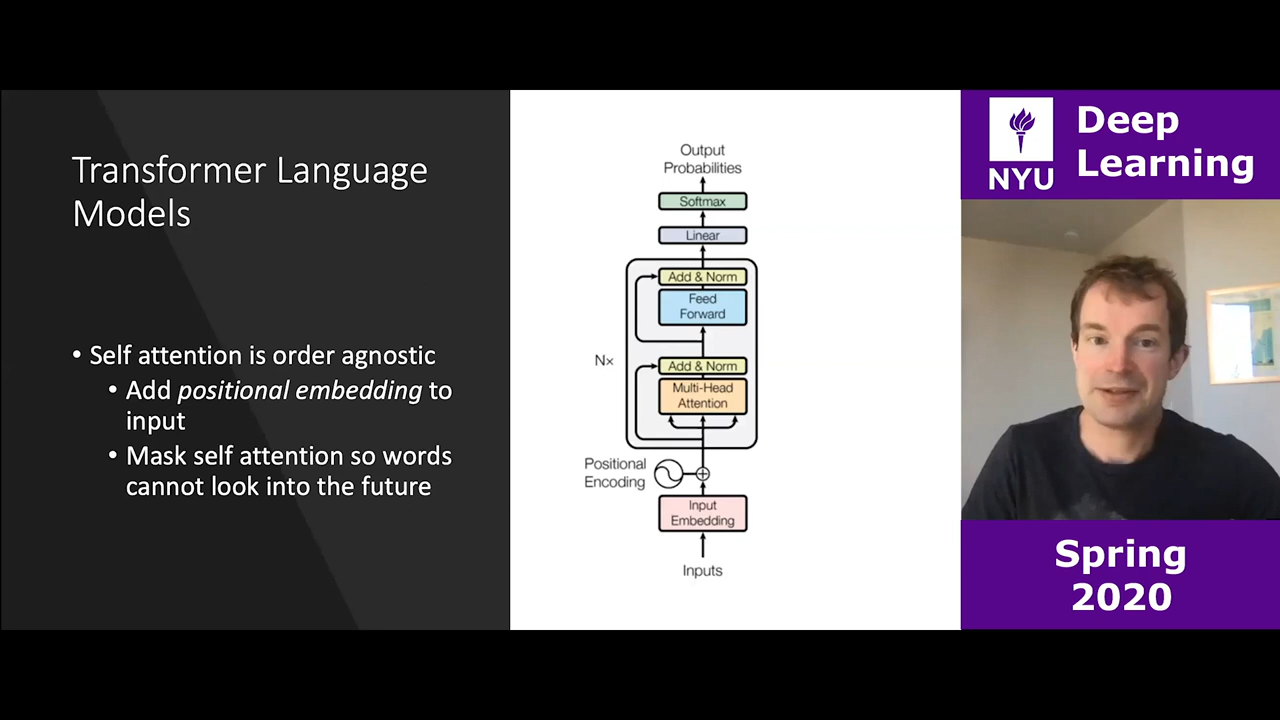 Transformer Language
Models
• Self attention is order agnostic
• Add positional embedding to
input
• Mask self attention so words
cannot look into the future
Output
Probabilities
Softmax
Linear
Add & Norm
Feed
Forward
N×
Add & Norm
Multi-Head
Attention
Positional
Encoding
Input
Embedding
Inputs
NYU
Deep
Learning
Spring
2020